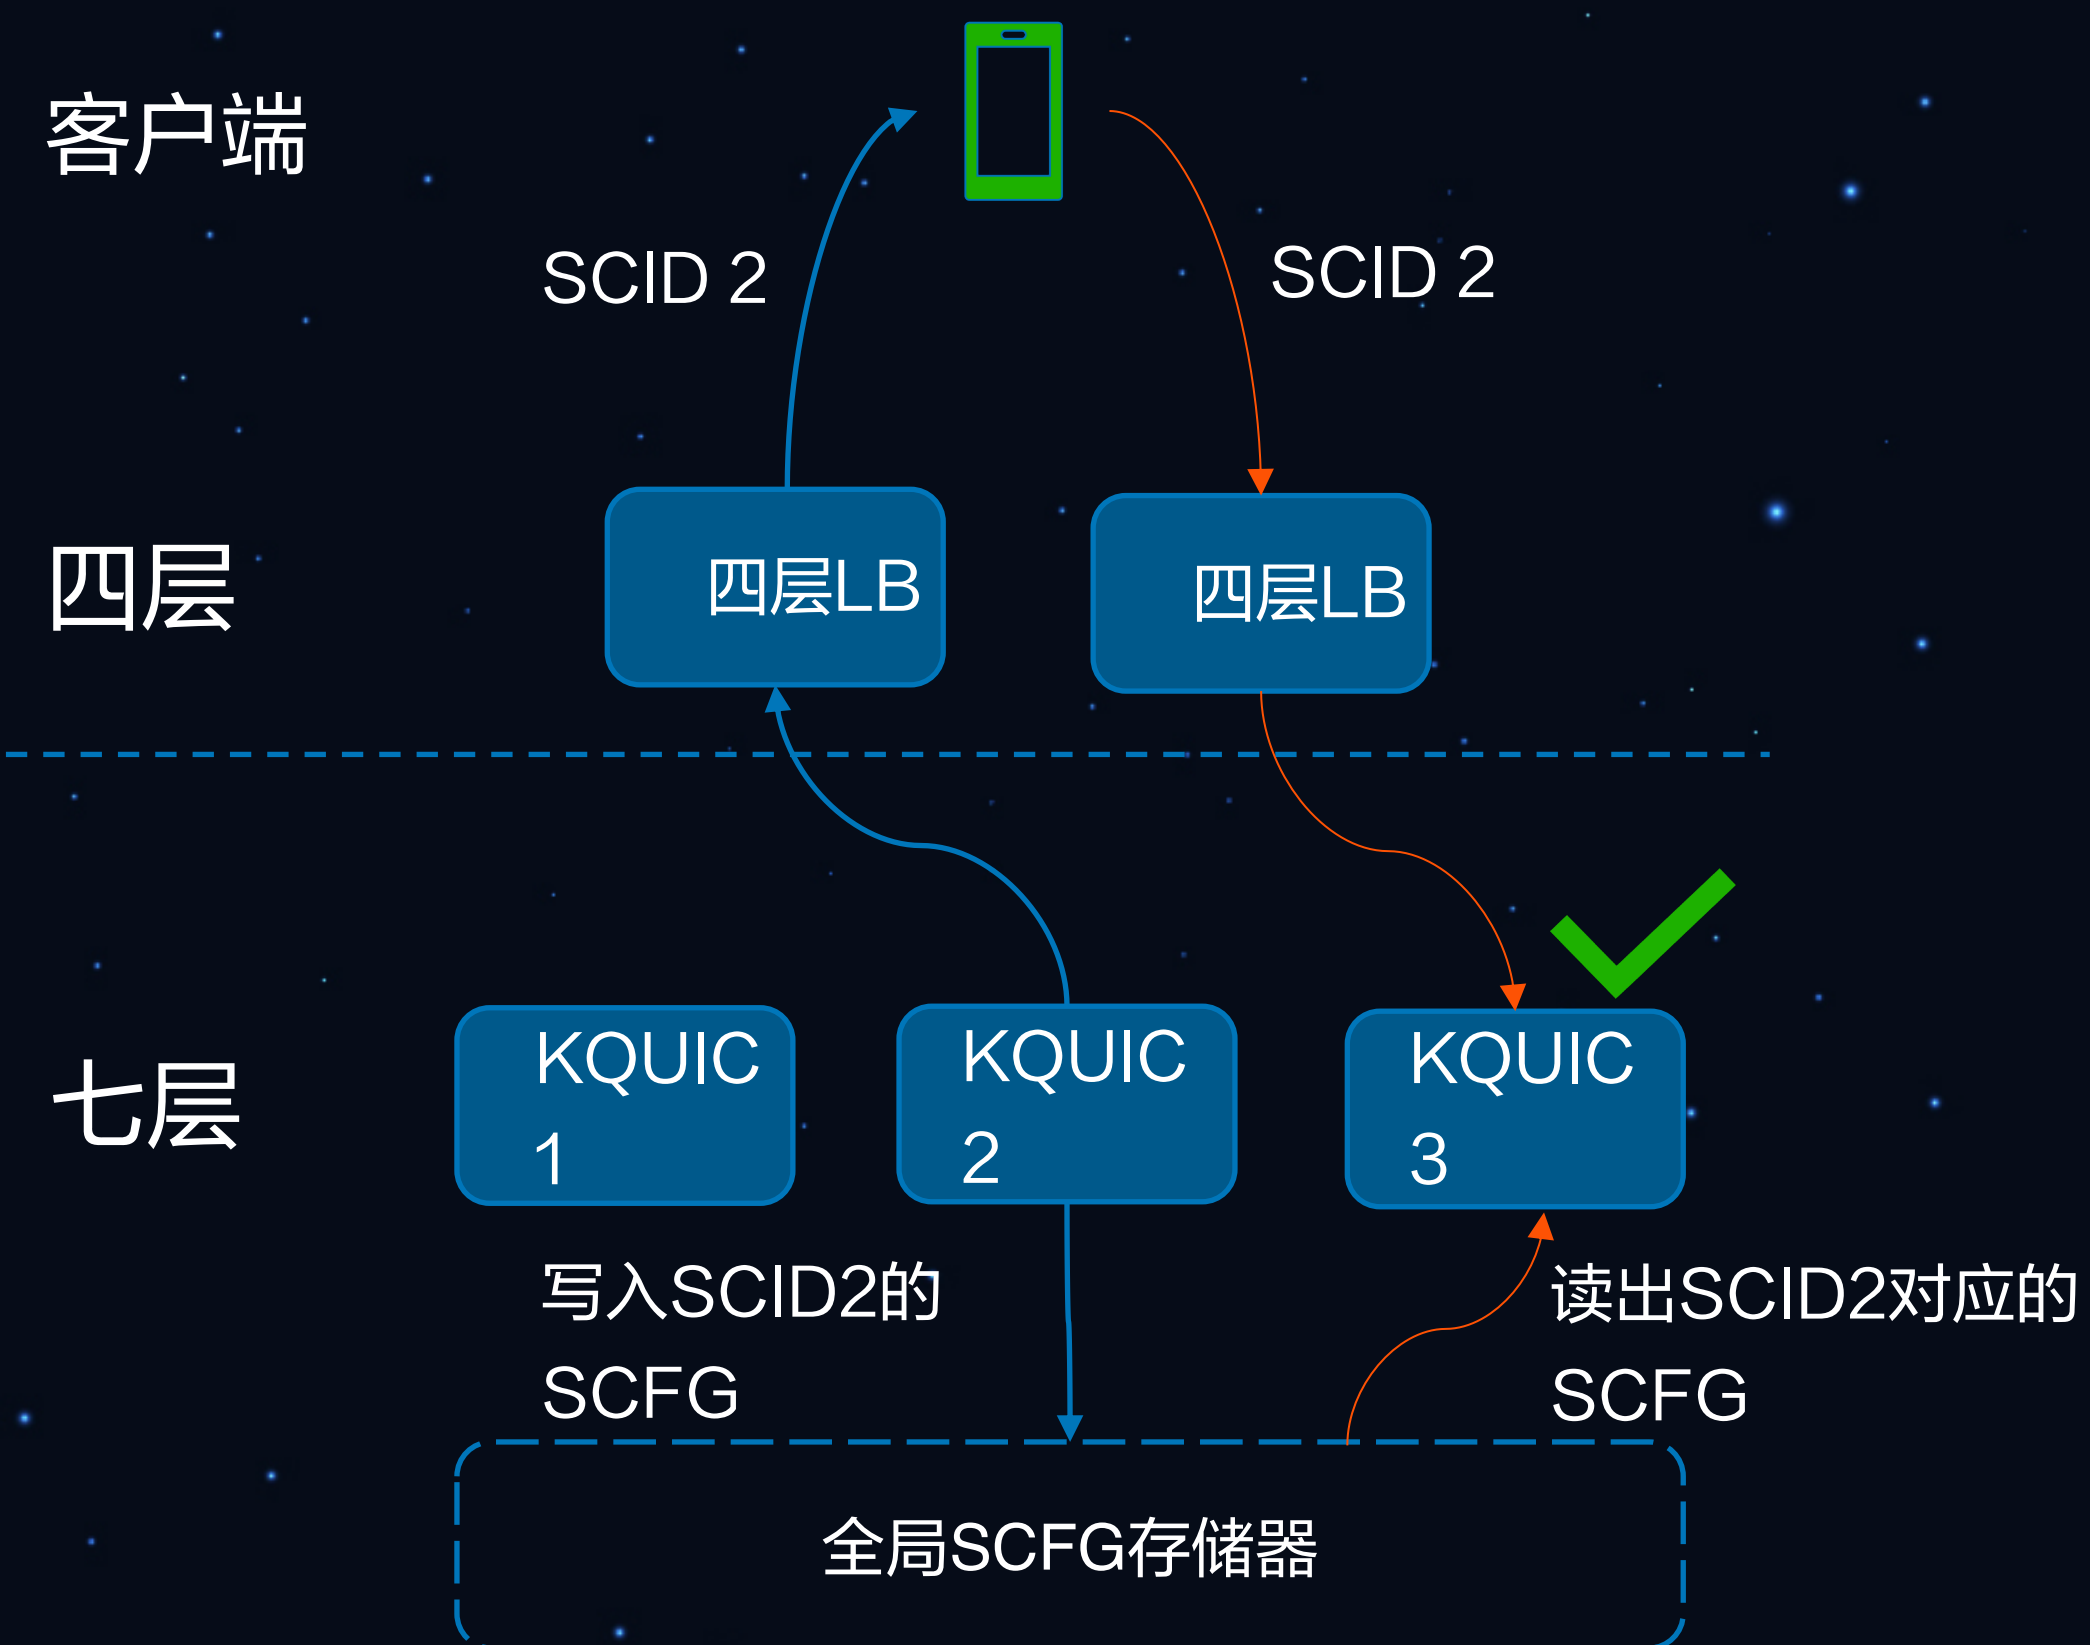 客户端
SCID 2
SCID 2
四层
四层LB
四层LB
七层
KQUIC
1
KQUIC
2
KQUIC
3
写入SCID2的
SCFG
读出SCID2对应的
SCFG
全局SCFG存储器